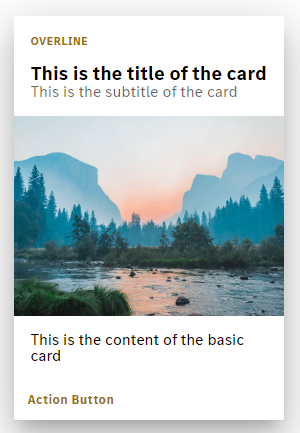 OVERLINE
This is the title of the card
This is the subtitle of the card
This is the content of the basic
card
Action Button